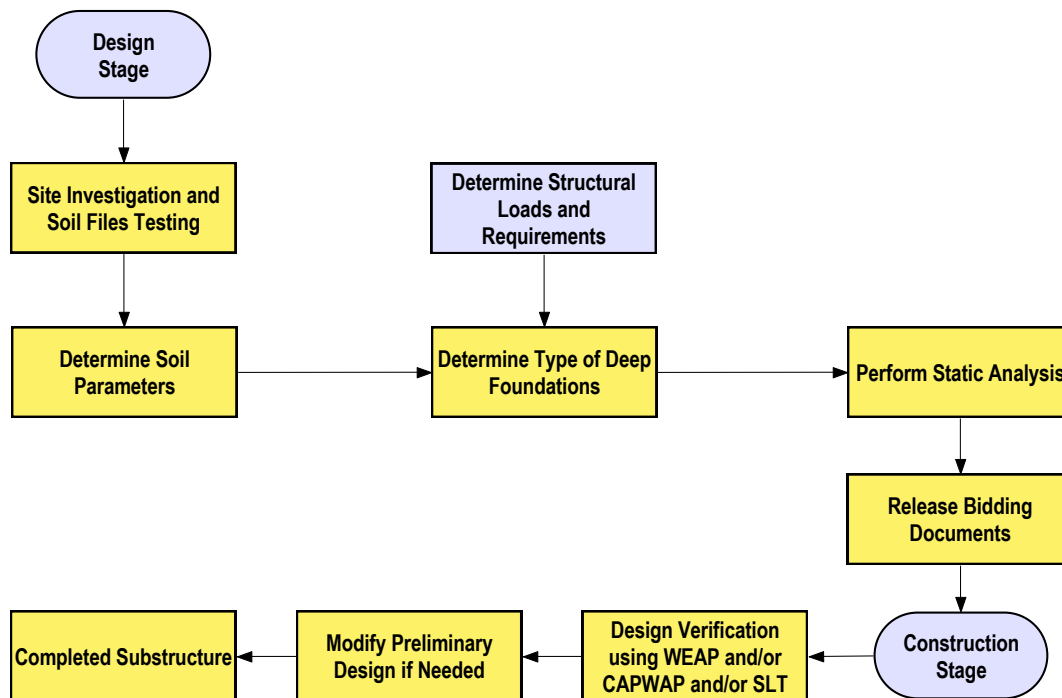 Design
Stage
Site Investigation and
Soil Files Testing
Determine Structural
Loads and
Requirements
Determine Soil
Parameters
Determine Type of Deep
Foundations
Perform Static Analysis
Release Bidding
Documents
Construction
Stage
Design Verification
using WEAP and/or
CAPWAP and/or SLT
Modify Preliminary
Design if Needed
Completed Substructure